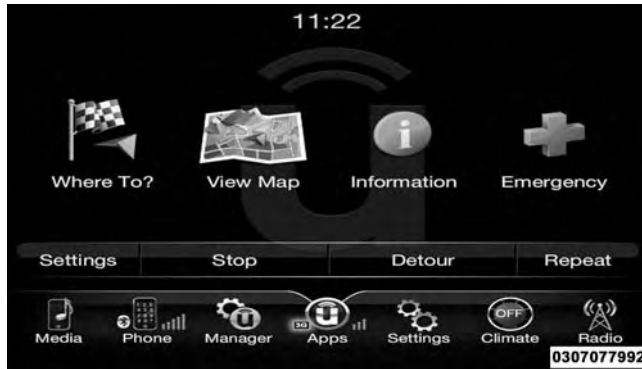 11:22
Where To? View Map Information Emergency
Settings Stop Detour Repeat
3G OFF
Media Phone Manager Apps Settings Climate Radio
0307077992